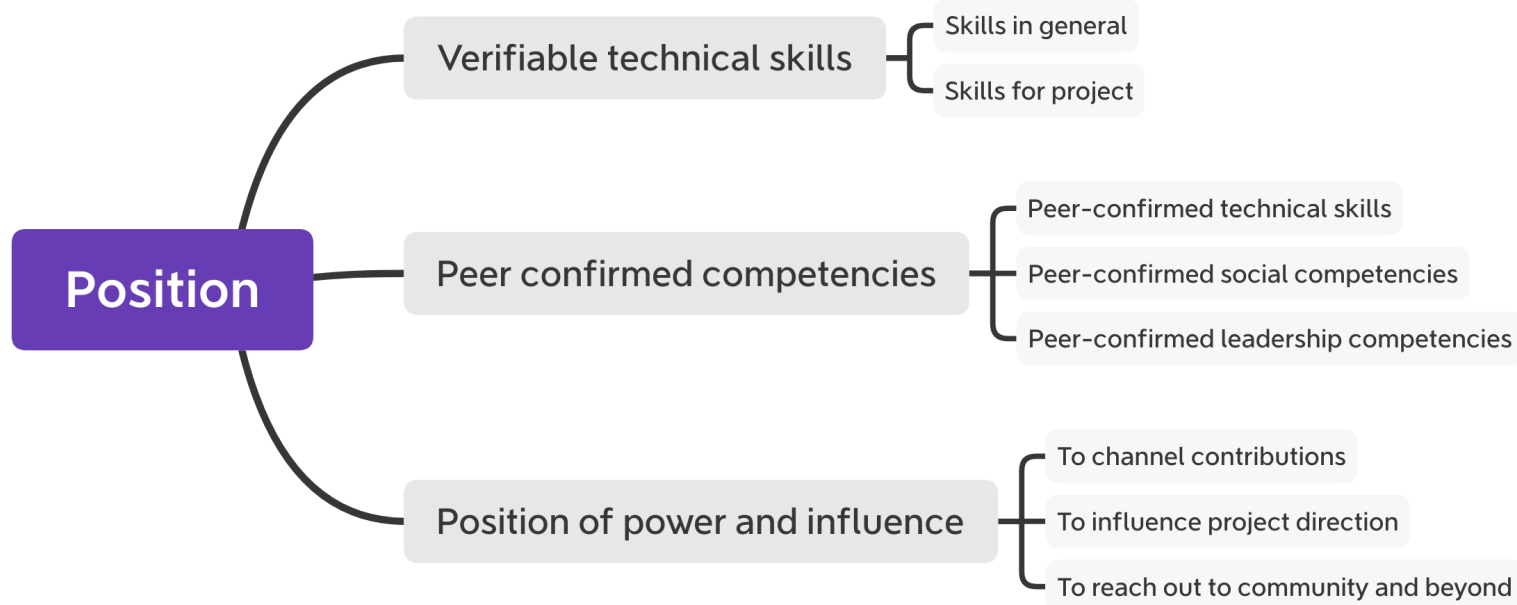 Position
Verifiable technical skills
Skills in general
Skills for project
Peer confirmed competencies
Peer-confirmed technical skills
Peer-confirmed social competencies
Peer-confirmed leadership competencies
Position of power and influence
To channel contributions
To influence project direction
To reach out to community and beyond